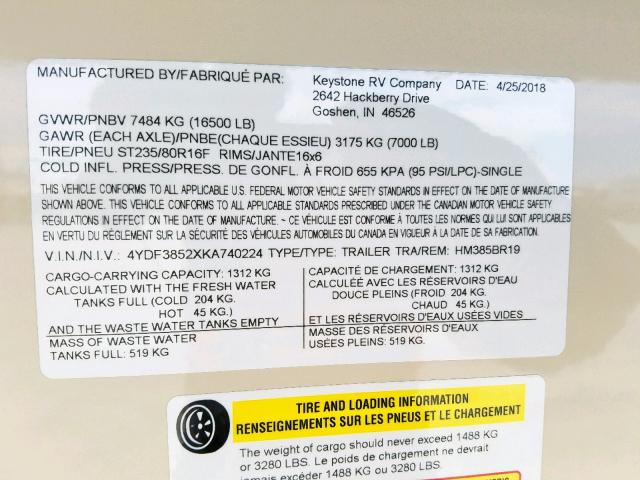 MANUFACTURED BY/FABRIQUÉ PAR: Keystone RV Company DATE: 4/25/2018
2642 Hackberry Drive
Goshen, IN 46526
GVWR/PNBV 7484 KG (16500 LB)
GAWR (EACH AXLE)/PNBE(CHAQUE ESSIEU) 3175 KG (7000 LB)
TIRE/PNEU ST235/80R16F RIMS/JANTE16x6
COLD INFL. PRESS/PRESS. DE GONFL. À FROID 655 KPA (95 PSI/LPC)-SINGLE
THIS VEHICLE CONFORMS TO ALL APPLICABLE U.S. FEDERAL MOTOR VEHICLE SAFETY STANDARDS IN EFFECT ON THE DATE OF MANUFACTURE
SHOWN ABOVE. THIS VEHICLE CONFORMS TO ALL APPLICABLE STANDARDS PRESCRIBED UNDER THE CANADIAN MOTOR VEHICLE SAFETY
REGULATIONS IN EFFECT ON THE DATE OF MANUFACTURE. ~ CE VÉHICULE EST CONFORME À TOUTES LES NORMES QUI LUI SONT APPLICABLES
EN VERTU DU RÉGLEMENT SUR LA SÉCURITÉ DES VÉHICULES AUTOMOBILES DU CANADA EN VIGUEUR À LA DATE DE SA FABRICATION.
V.I.N./N.I.V.: 4YDF3852XKA740224 TYPE/TYPE: TRAILER TRA/REM: HM385BR19
CARGO-CARRYING CAPACITY: 1312 KG
CALCULATED WITH THE FRESH WATER
TANKS FULL (COLD 204 KG.
HOT 45 KG.)
AND THE WASTE WATER TANKS EMPTY
MASS OF WASTE WATER
TANKS FULL: 519 KG
CAPACITÉ DE CHARGEMENT: 1312 KG
CALCULÉE AVEC LES RÉSERVOIRS D'EAU
DOUCE PLEINS (FROID 204 KG.
CHAUD 45 KG.)
ET LES RÉSERVOIRS D'EAUX USÉES VIDES
MASSE DES RÉSERVOIRS D'EAUX
USÉES PLEINS: 519 KG.
TIRE AND LOADING INFORMATION
RENSEIGNEMENTS SUR LES PNEUS ET LE CHARGEMENT
The weight of cargo should never exceed 1488 KG
or 3280 LBS. Le poids de chargement ne devrait
jamais excéder 1488 KG ou 3280 LBS.